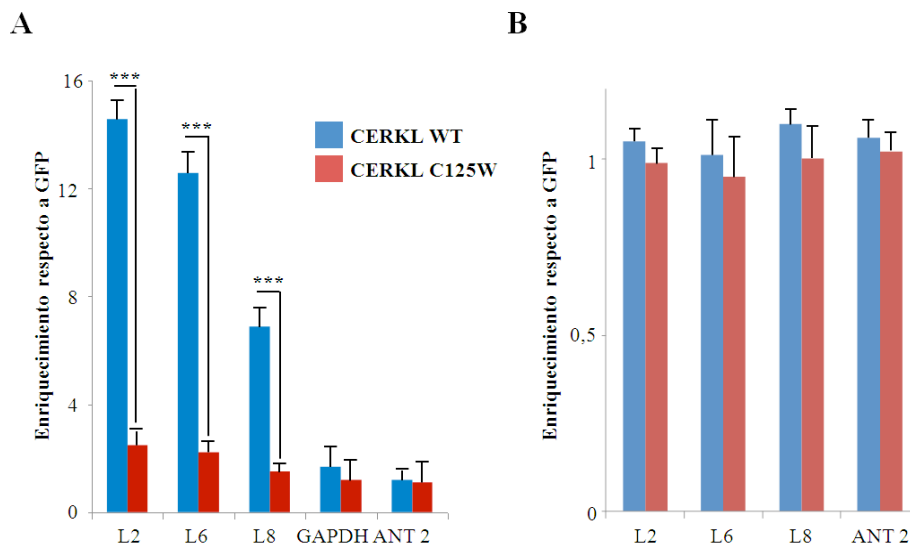 A
Enriquecimiento respecto a GFP
16
12
8
4
0
***
***
***
CERKL WT
CERKL C125W
L2 L6 L8 GAPDH ANT 2
B
Enriquecimiento respecto a GFP
1
0,5
0
L2 L6 L8 ANT 2